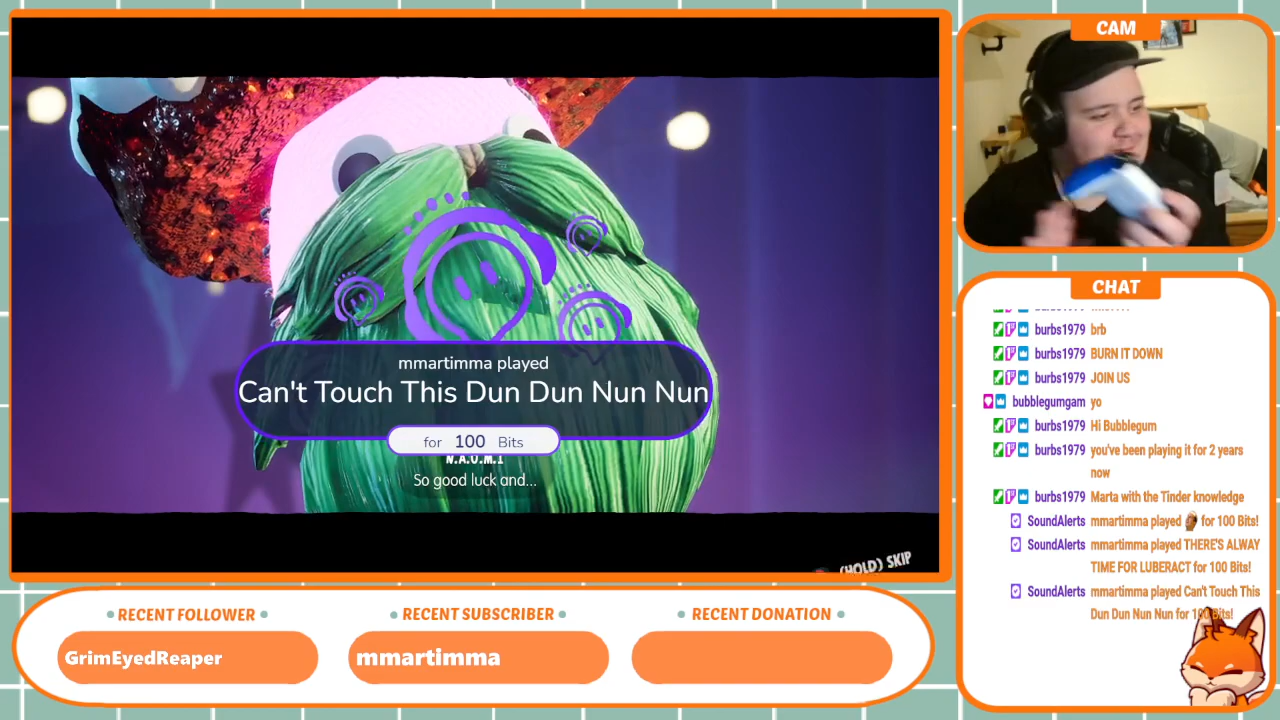 CAM
mmartimma played
Can't Touch This Dun Dun Nun Nun
for 100 Bits
N.A.O.M.I
So good luck and...
(HOLD) SKIP
CHAT
burbs1979 brb
burbs1979 BURN IT DOWN
burbs1979 JOIN US
bubblegumgam yo
burbs1979 Hi Bubblegum
burbs1979 you've been playing it for 2 years
now
burbs1979 Marta with the Tinder knowledge
SoundAlerts mmartimma played for 100 Bits!
SoundAlerts mmartimma played THERE'S ALWAY
TIME FOR LUBERACT for 100 Bits!
SoundAlerts mmartimma played Can't Touch This
Dun Dun Nun Nun for 100 Bits!
RECENT FOLLOWER
GrimEyedReaper
RECENT SUBSCRIBER
mmartimma
RECENT DONATION